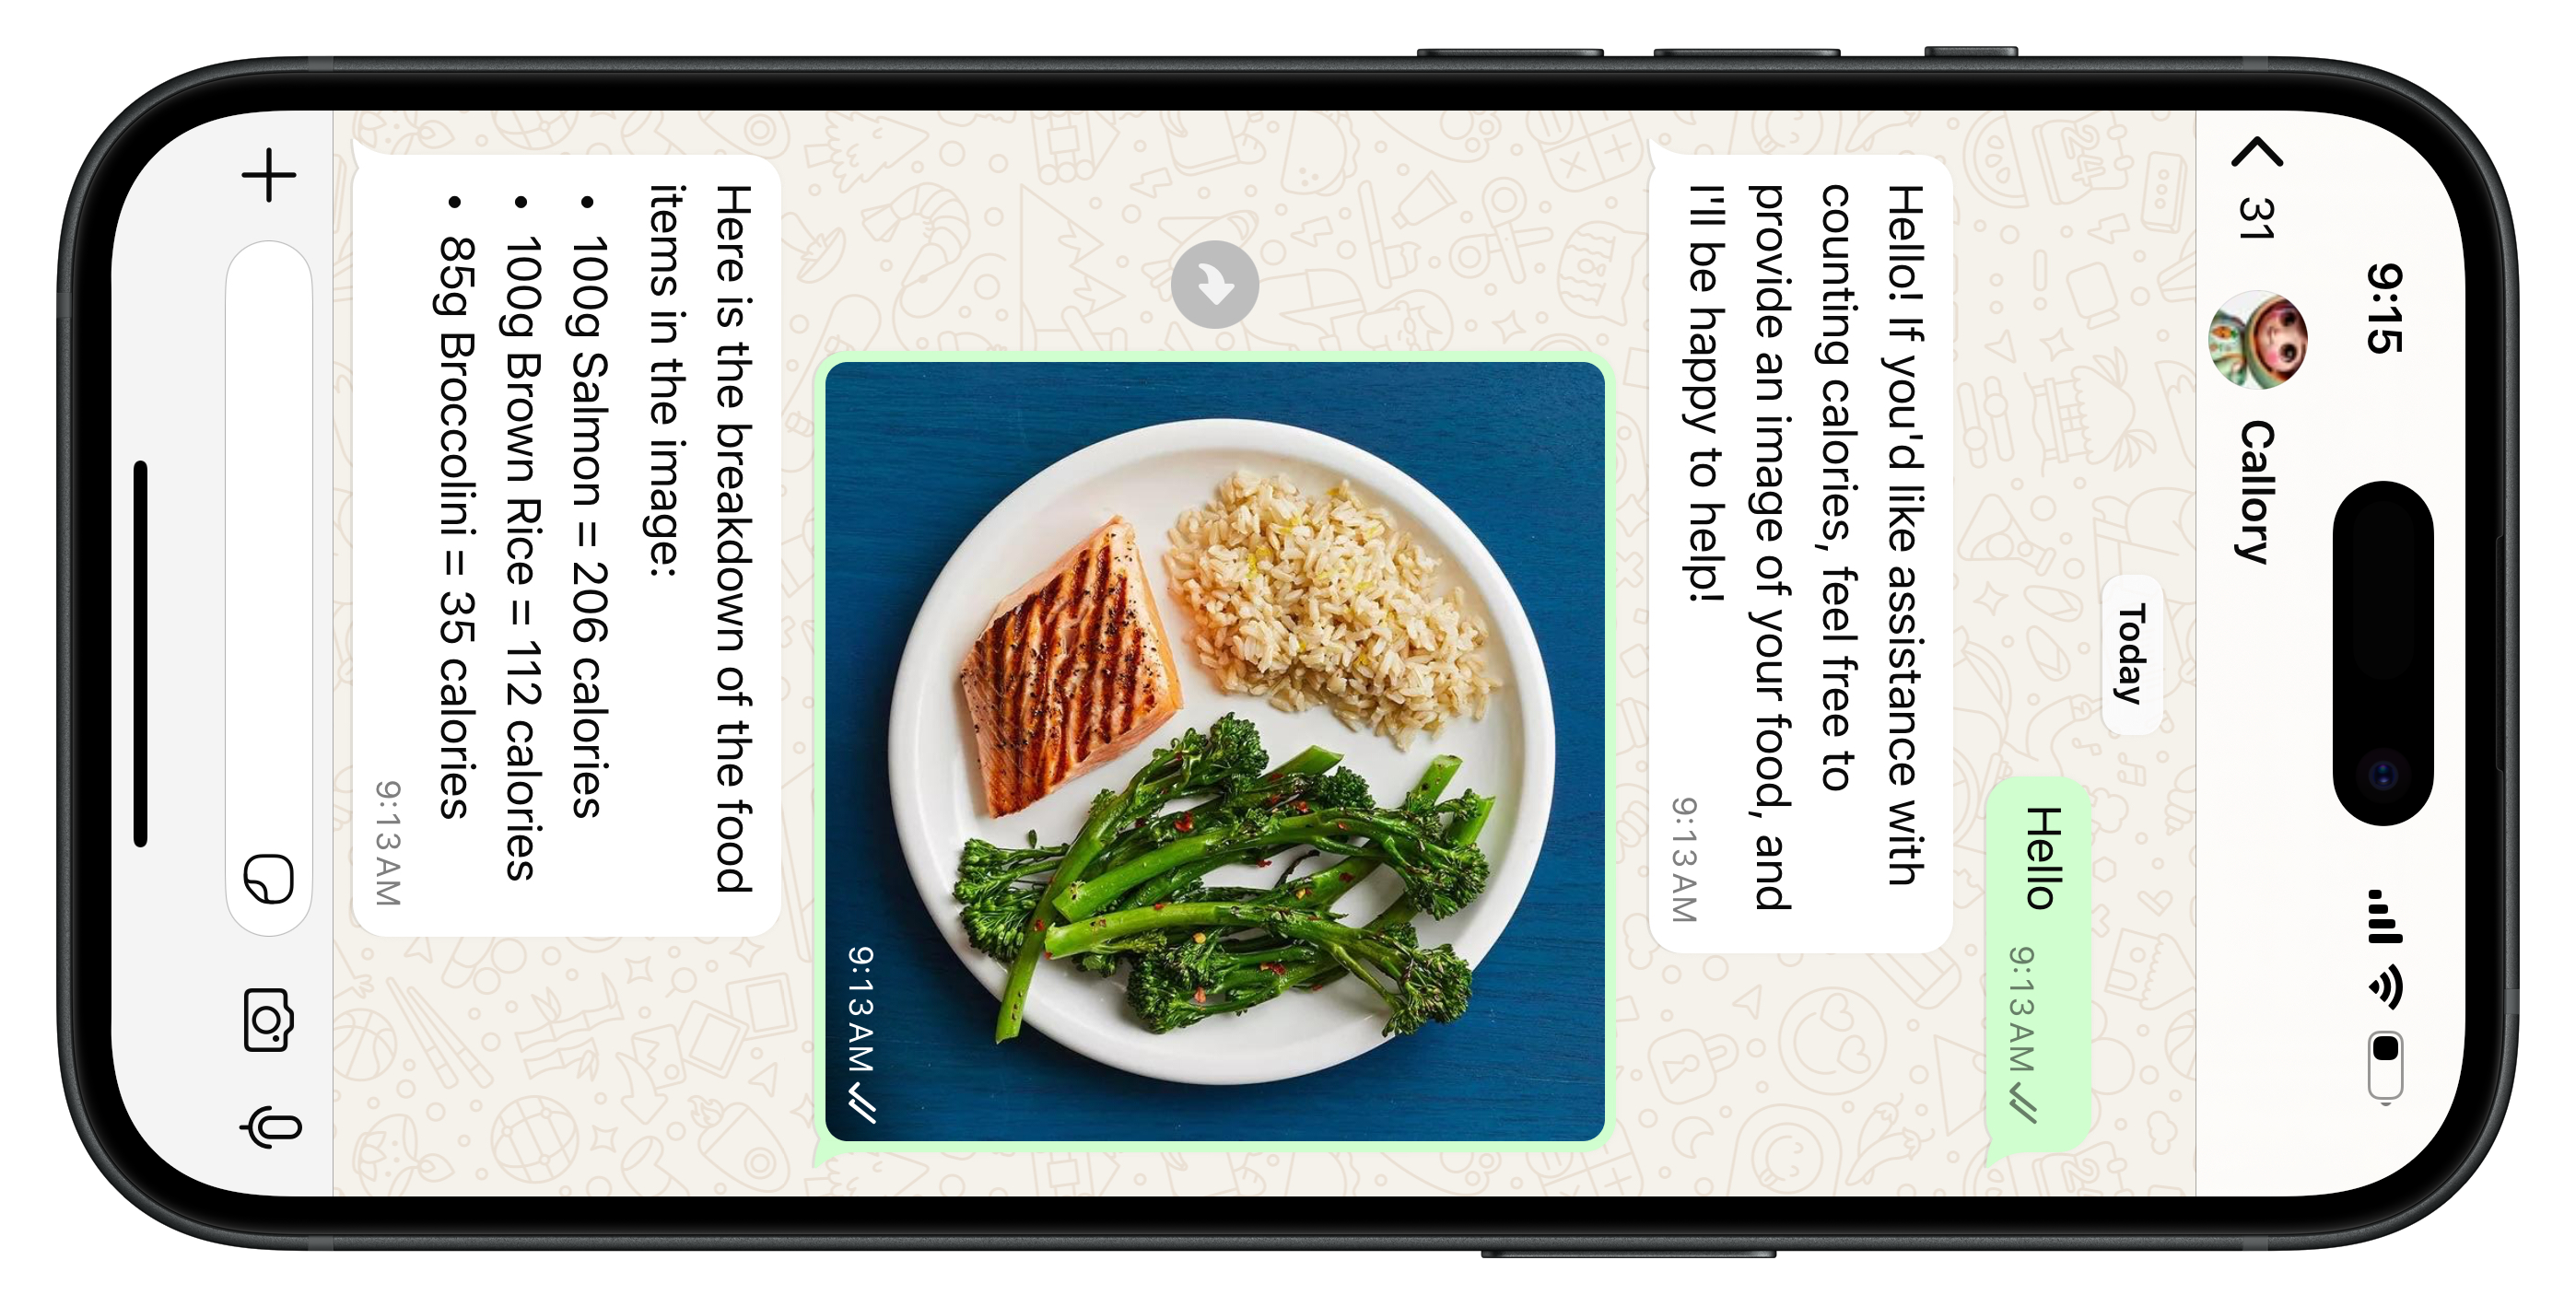 9:15
31 Callory
Today
Hello 9:13 AM
Hello! If you'd like assistance with
counting calories, feel free to
provide an image of your food, and
I'll be happy to help!
9:13 AM
9:13 AM
Here is the breakdown of the food
items in the image:
• 100g Salmon = 206 calories
• 100g Brown Rice = 112 calories
• 85g Broccolini = 35 calories
9:13 AM